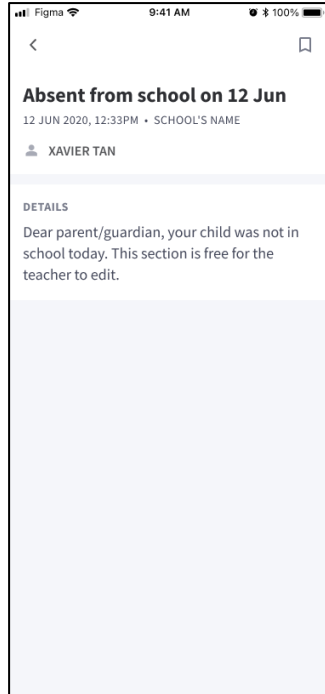 Figma 9:41 AM 100%
Absent from school on 12 Jun
12 JUN 2020, 12:33PM • SCHOOL'S NAME
XAVIER TAN
DETAILS
Dear parent/guardian, your child was not in
school today. This section is free for the
teacher to edit.